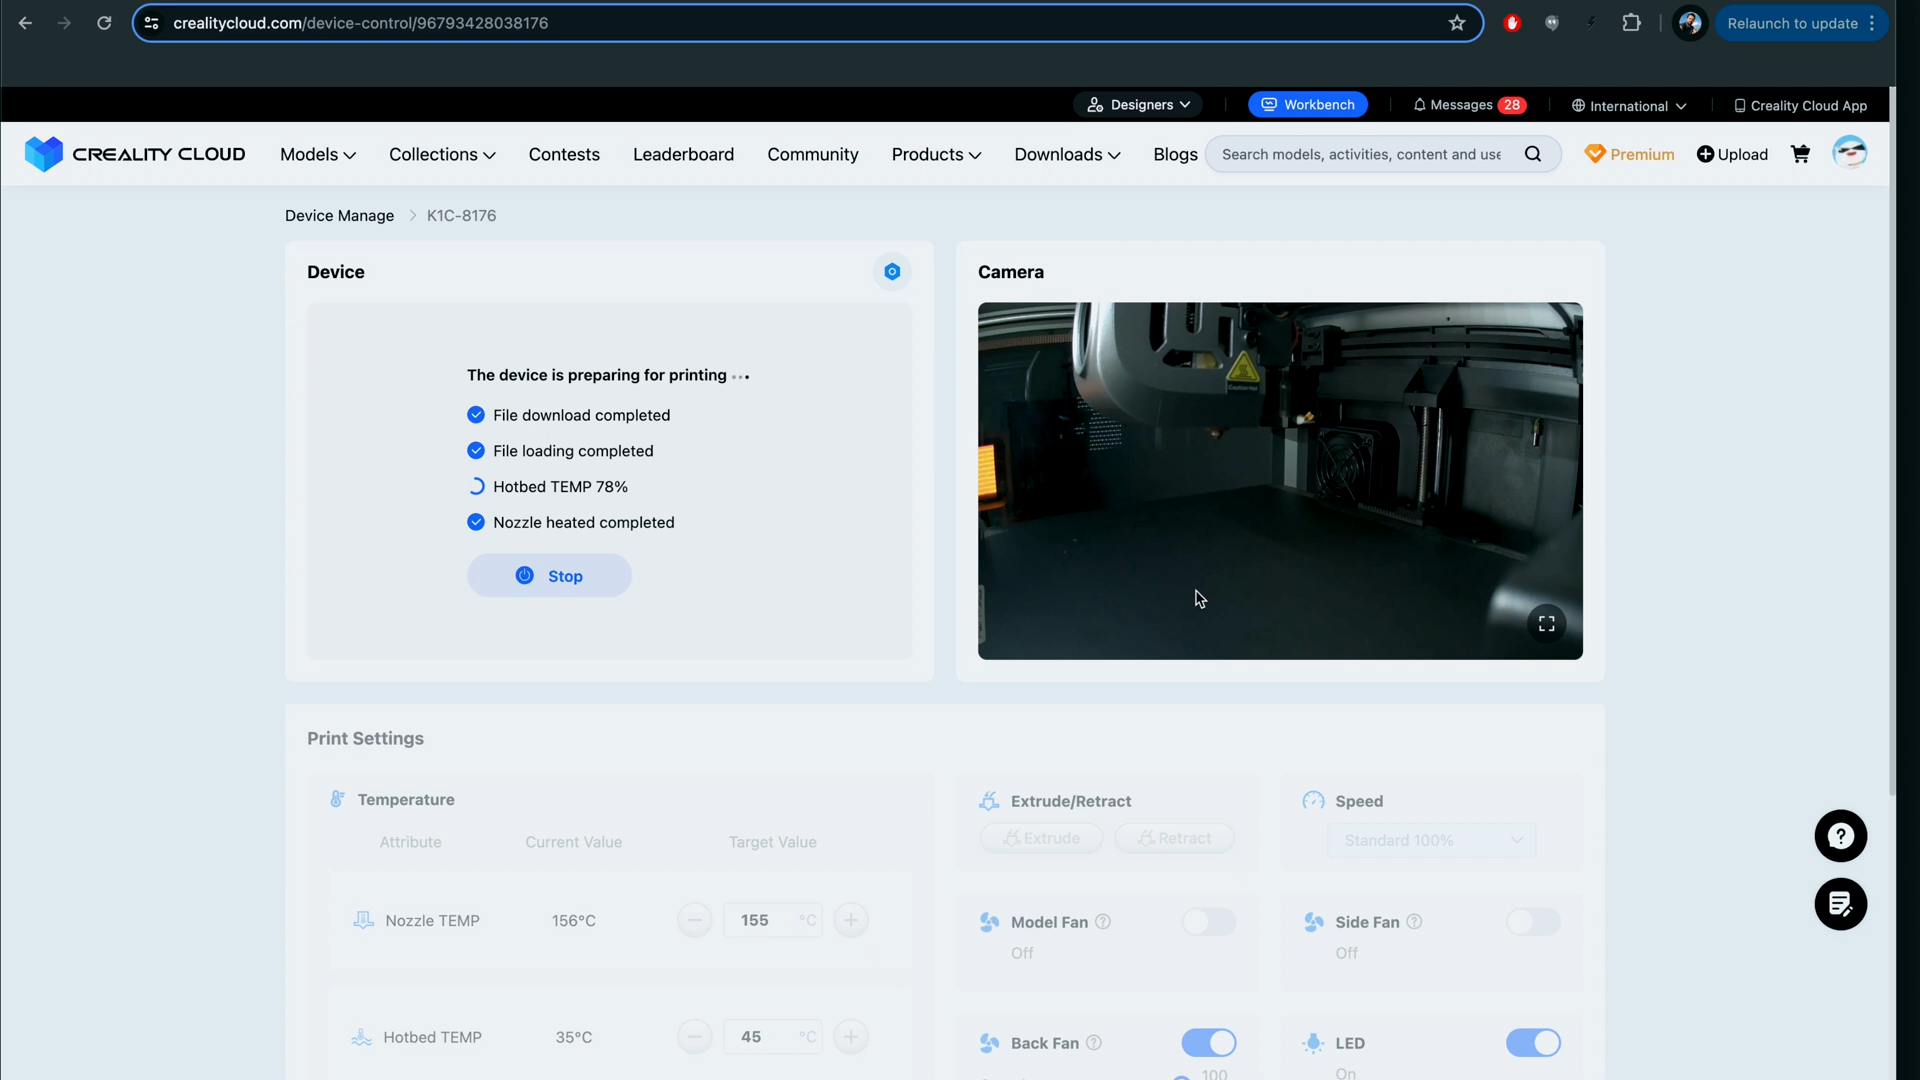 crealitycloud.com/device-control/96793428038176
Relaunch to update
Designers
Workbench
Messages 28
International
Creality Cloud App
CREALITY CLOUD
Models
Collections
Contests
Leaderboard
Community
Products
Downloads
Blogs
Search models, activities, content and use
Premium
Upload
Device Manage > K1C-8176
Device
The device is preparing for printing ...
File download completed
File loading completed
Hotbed TEMP 78%
Nozzle heated completed
Stop
Camera
Print Settings
Temperature
Attribute Current Value Target Value
Nozzle TEMP 156°C 155 °C
Hotbed TEMP 35°C 45 °C
Extrude/Retract
Extrude
Retract
Speed
Standard 100%
Model Fan
Off
Side Fan
Off
Back Fan
100
LED
On